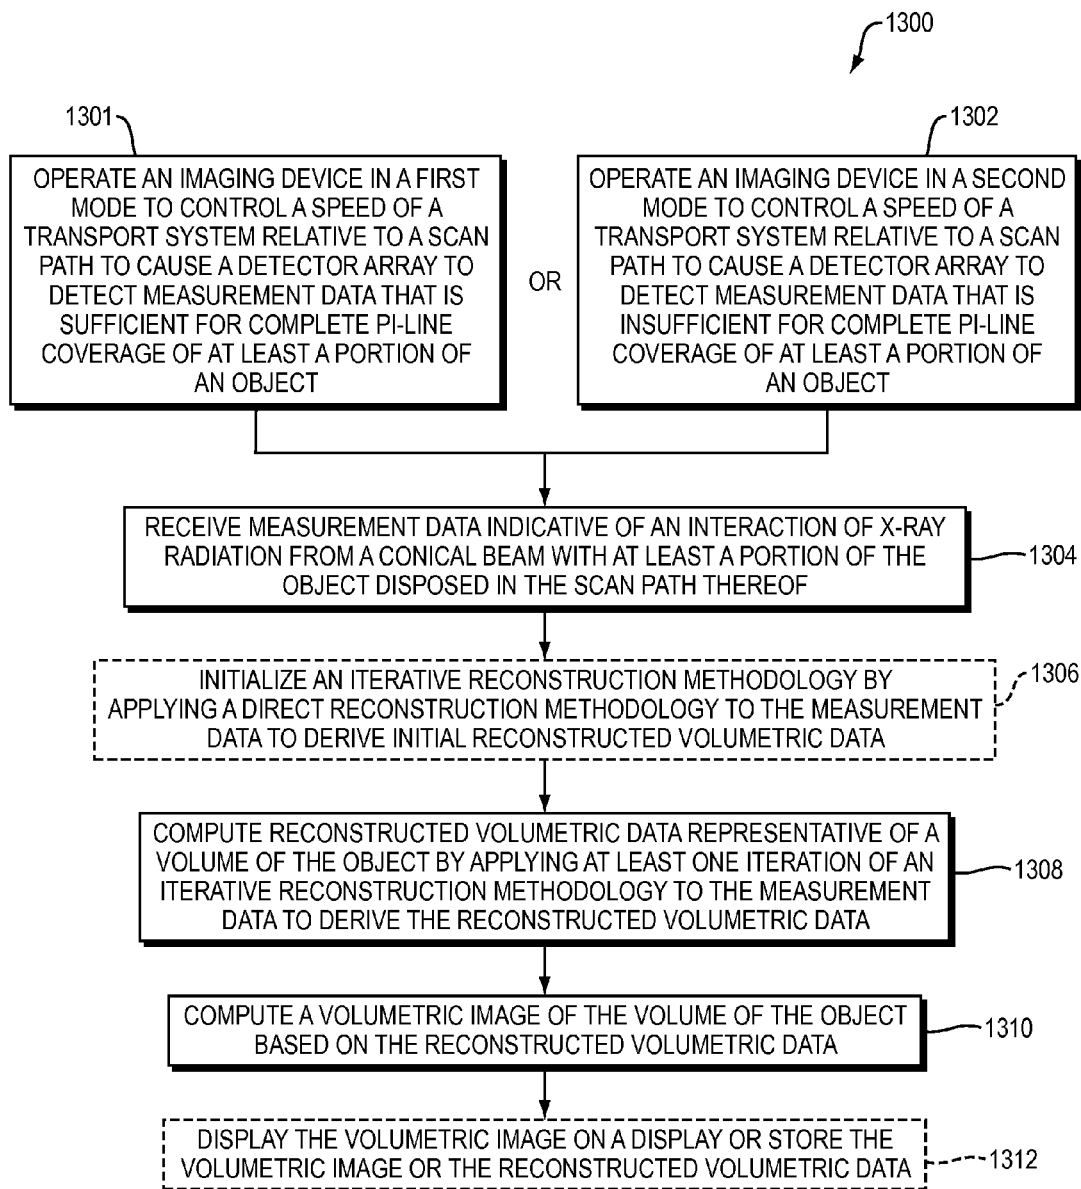 1300
1301
1302
OPERATE AN IMAGING DEVICE IN A FIRST
MODE TO CONTROL A SPEED OF A
TRANSPORT SYSTEM RELATIVE TO A SCAN
PATH TO CAUSE A DETECTOR ARRAY TO
DETECT MEASUREMENT DATA THAT IS
SUFFICIENT FOR COMPLETE PI-LINE
COVERAGE OF AT LEAST A PORTION OF
AN OBJECT
OR
OPERATE AN IMAGING DEVICE IN A SECOND
MODE TO CONTROL A SPEED OF A
TRANSPORT SYSTEM RELATIVE TO A SCAN
PATH TO CAUSE A DETECTOR ARRAY TO
DETECT MEASUREMENT DATA THAT IS
INSUFFICIENT FOR COMPLETE PI-LINE
COVERAGE OF AT LEAST A PORTION OF
AN OBJECT
RECEIVE MEASUREMENT DATA INDICATIVE OF AN INTERACTION OF X-RAY
RADIATION FROM A CONICAL BEAM WITH AT LEAST A PORTION OF THE
OBJECT DISPOSED IN THE SCAN PATH THEREOF
1304
INITIALIZE AN ITERATIVE RECONSTRUCTION METHODOLOGY BY
APPLYING A DIRECT RECONSTRUCTION METHODOLOGY TO THE MEASUREMENT
DATA TO DERIVE INITIAL RECONSTRUCTED VOLUMETRIC DATA
1306
COMPUTE RECONSTRUCTED VOLUMETRIC DATA REPRESENTATIVE OF A
VOLUME OF THE OBJECT BY APPLYING AT LEAST ONE ITERATION OF AN
ITERATIVE RECONSTRUCTION METHODOLOGY TO THE MEASUREMENT
DATA TO DERIVE THE RECONSTRUCTED VOLUMETRIC DATA
1308
COMPUTE A VOLUMETRIC IMAGE OF THE VOLUME OF THE OBJECT
BASED ON THE RECONSTRUCTED VOLUMETRIC DATA
1310
DISPLAY THE VOLUMETRIC IMAGE ON A DISPLAY OR STORE THE
VOLUMETRIC IMAGE OR THE RECONSTRUCTED VOLUMETRIC DATA
1312